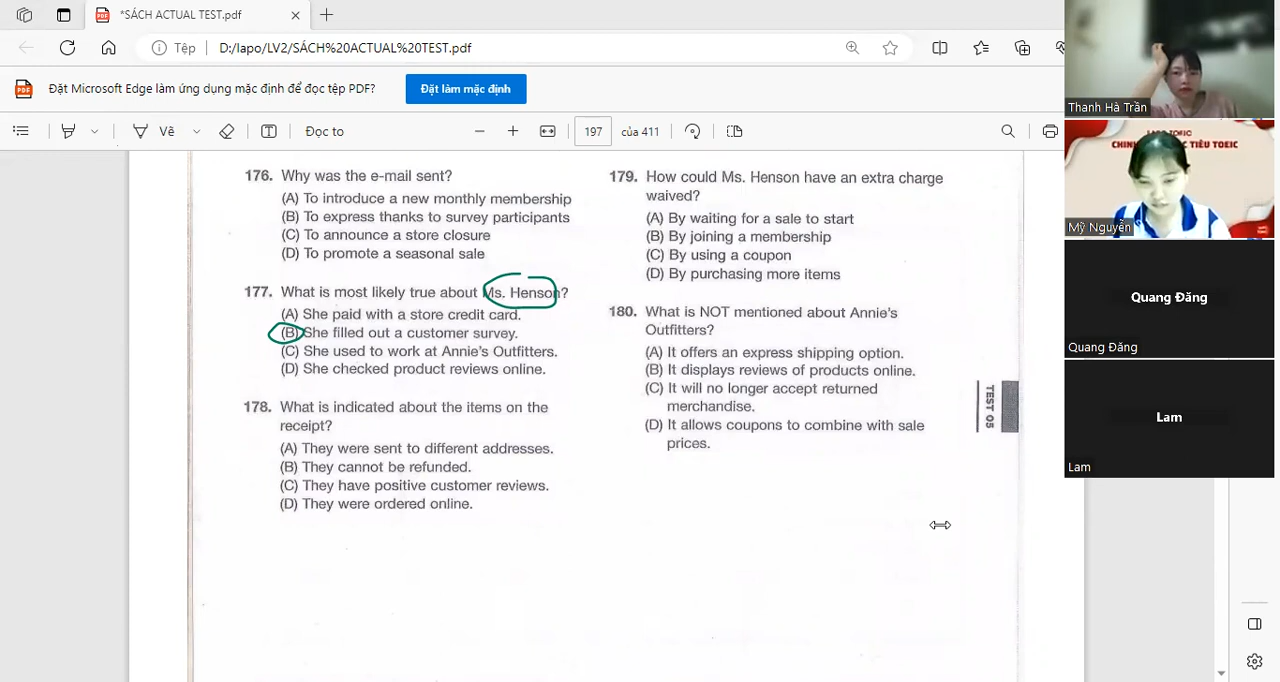 *SÁCH ACTUAL TEST.pdf
Tệp
D:/lapo/LV2/SÁCH%20ACTUAL%20TEST.pdf
Đặt Microsoft Edge làm ứng dụng mặc định để đọc tệp PDF?
Đặt làm mặc định
Vẽ
Đọc to
197
của 411
176. Why was the e-mail sent?
(A) To introduce a new monthly membership
(B) To express thanks to survey participants
(C) To announce a store closure
(D) To promote a seasonal sale
177. What is most likely true about Ms. Henson?
(A) She paid with a store credit card.
(B) She filled out a customer survey.
(C) She used to work at Annie's Outfitters.
(D) She checked product reviews online.
178. What is indicated about the items on the
receipt?
(A) They were sent to different addresses.
(B) They cannot be refunded.
(C) They have positive customer reviews.
(D) They were ordered online.
179. How could Ms. Henson have an extra charge
waived?
(A) By waiting for a sale to start
(B) By joining a membership
(C) By using a coupon
(D) By purchasing more items
180. What is NOT mentioned about Annie's
Outfitters?
(A) It offers an express shipping option.
(B) It displays reviews of products online.
(C) It will no longer accept returned
merchandise.
(D) It allows coupons to combine with sale
prices.
TEST 05
Thanh Hà Trần
TIÊU TOEIC
Mỹ Nguyễn
Quang Đăng
Quang Đăng
Lam
Lam